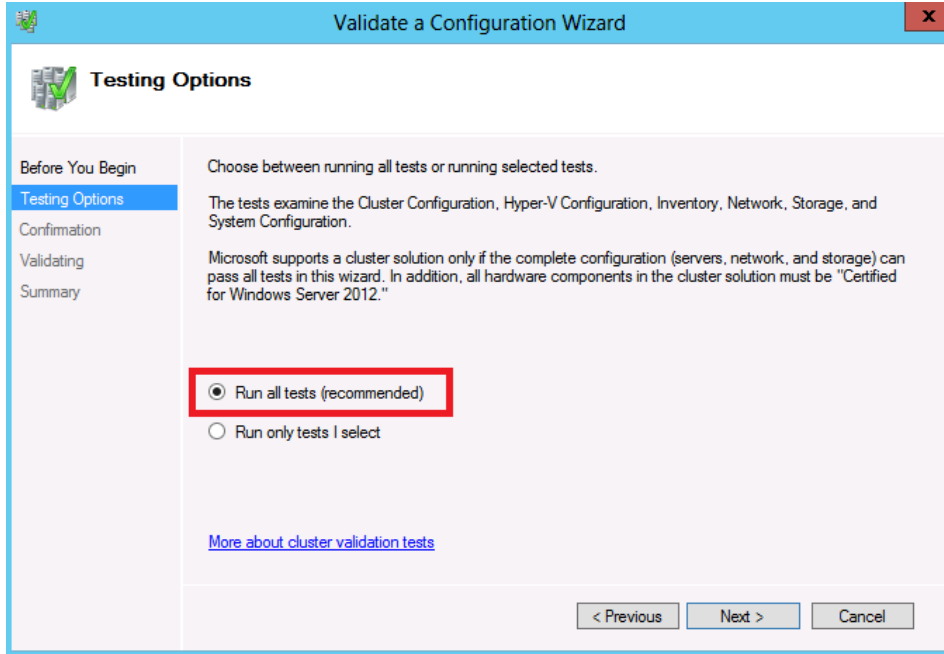 Validate a Configuration Wizard
x
Testing Options
Before You Begin
Testing Options
Confirmation
Validating
Summary
Choose between running all tests or running selected tests.
The tests examine the Cluster Configuration, Hyper-V Configuration, Inventory, Network, Storage, and
System Configuration.
Microsoft supports a cluster solution only if the complete configuration (servers, network, and storage) can
pass all tests in this wizard. In addition, all hardware components in the cluster solution must be "Certified
for Windows Server 2012."
Run all tests (recommended)
Run only tests I select
More about cluster validation tests
< Previous
Next >
Cancel